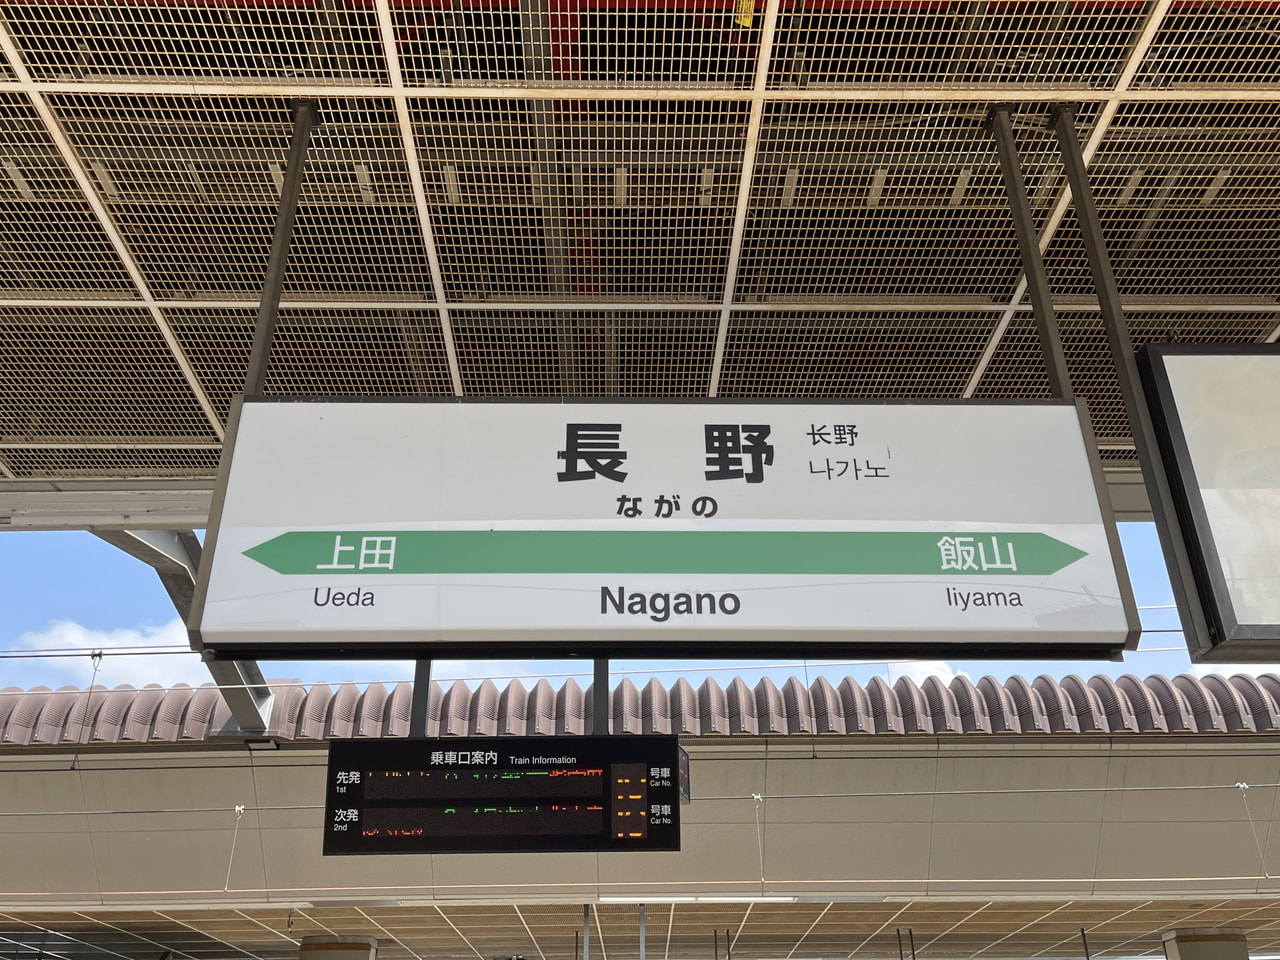 長野
长野
나가노
ながの
上田
飯山
Ueda
Nagano
Iiyama
乗車口案内 Train Information
先発
1st
号車
Car No.
次発
2nd
号車
Car No.